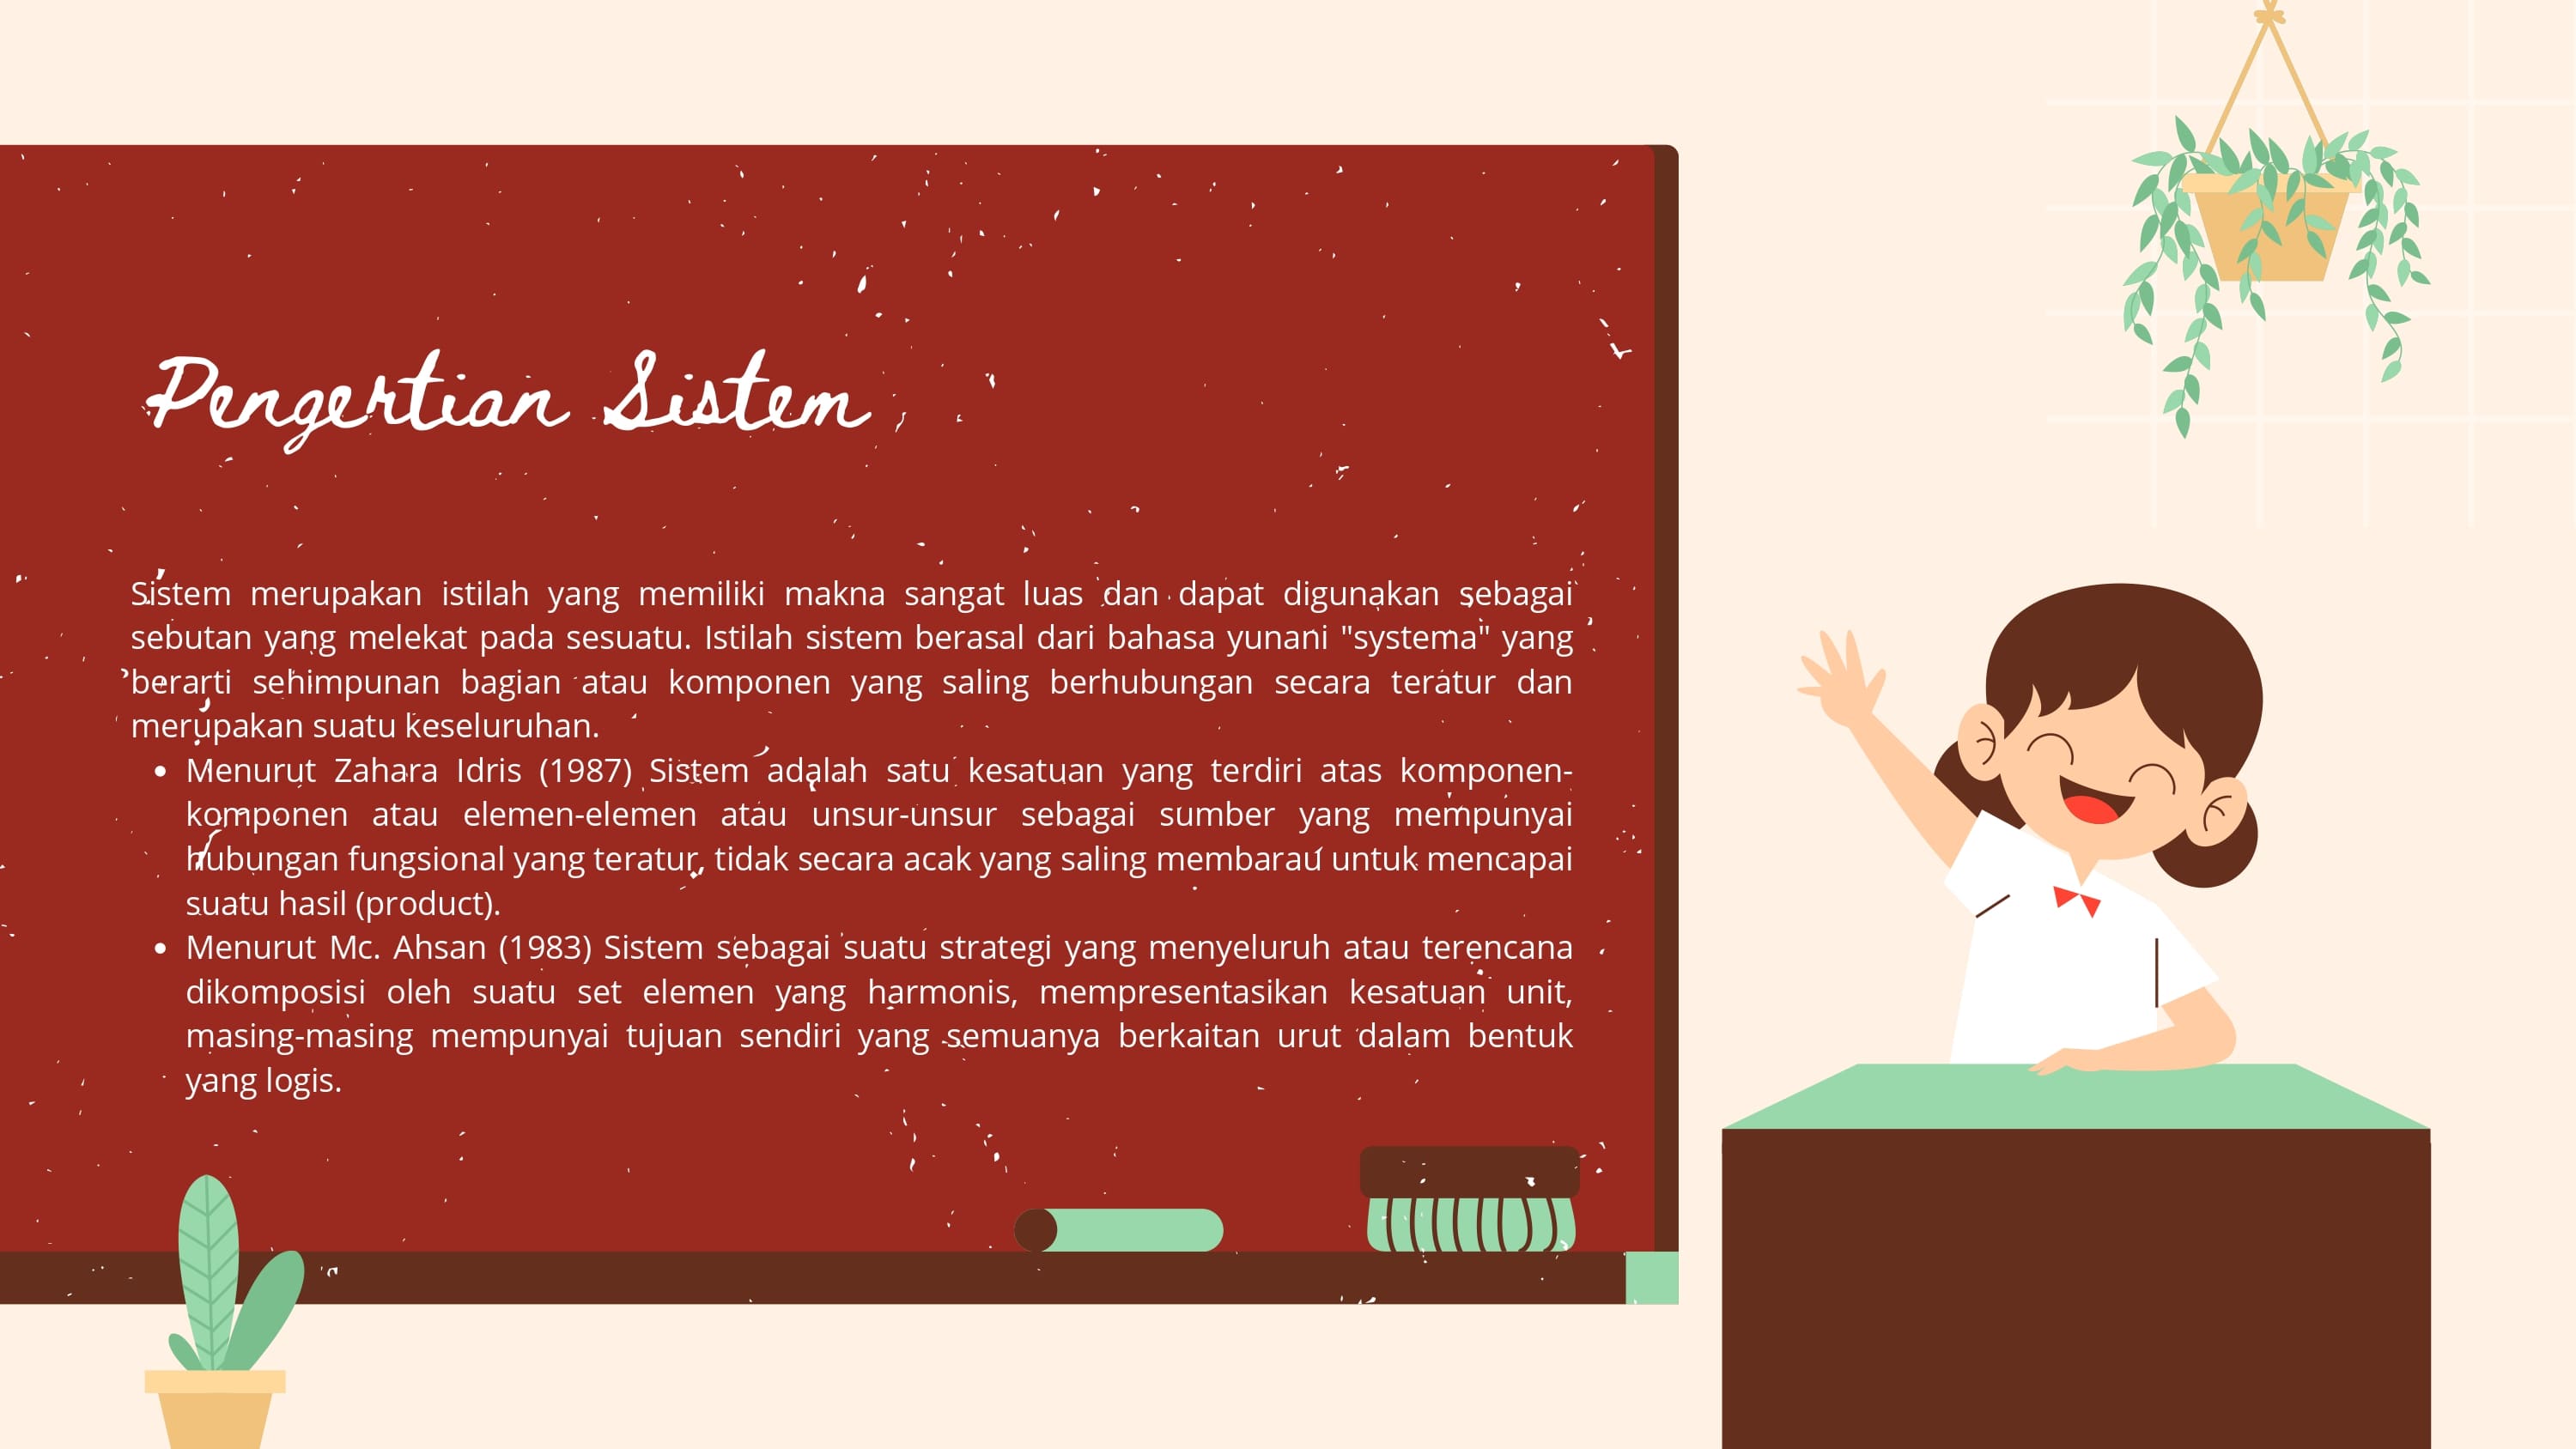 Pengertian Sistem
Sistem merupakan istilah yang memiliki makna sangat luas dan dapat digunakan sebagai
sebutan yang melekat pada sesuatu. Istilah sistem berasal dari bahasa yunani "systema" yang
berarti sehimpunan bagian atau komponen yang saling berhubungan secara teratur dan
merupakan suatu keseluruhan.
• Menurut Zahara Idris (1987) Sistem adalah satu kesatuan yang terdiri atas komponen-
komponen atau elemen-elemen atau unsur-unsur sebagai sumber yang mempunyai
hubungan fungsional yang teratur, tidak secara acak yang saling membarau untuk mencapai
suatu hasil (product).
• Menurut Mc. Ahsan (1983) Sistem sebagai suatu strategi yang menyeluruh atau terencana
dikomposisi oleh suatu set elemen yang harmonis, mempresentasikan kesatuan unit,
masing-masing mempunyai tujuan sendiri yang semuanya berkaitan urut dalam bentuk
yang logis.